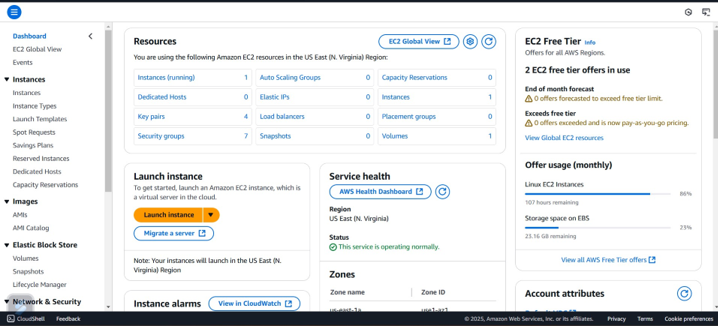 Dashboard
EC2 Global View
Events
Instances
Instances
Instance Types
Launch Templates
Spot Requests
Savings Plans
Reserved Instances
Dedicated Hosts
Capacity Reservations
Images
AMIs
AMI Catalog
Elastic Block Store
Volumes
Snapshots
Lifecycle Manager
Network & Security
Resources
EC2 Global View
You are using the following Amazon EC2 resources in the US East (N. Virginia) Region:
Instances (running) 1 Auto Scaling Groups 0 Capacity Reservations 0
Dedicated Hosts 0 Elastic IPs 0 Instances 1
Key pairs 4 Load balancers 0 Placement groups 0
Security groups 7 Snapshots 0 Volumes 1
Launch instance
To get started, launch an Amazon EC2 instance, which is
a virtual server in the cloud.
Launch instance
Migrate a server
Note: Your instances will launch in the US East (N.
Virginia) Region
Instance alarms View in CloudWatch
Service health
AWS Health Dashboard
Region
US East (N. Virginia)
Status
This service is operating normally.
Zones
Zone name Zone ID
us-east-1a use1-az1
EC2 Free Tier Info
Offers for all AWS Regions.
2 EC2 free tier offers in use
End of month forecast
0 offers forecasted to exceed free tier limit.
Exceeds free tier
0 offers exceeded and is now pay-as-you-go pricing.
View Global EC2 resources
Offer usage (monthly)
Linux EC2 Instances
86%
107 hours remaining
Storage space on EBS
23%
23.16 GB remaining
View all AWS Free Tier offers
Account attributes
CloudShell Feedback © 2025, Amazon Web Services, Inc. or its affiliates. Privacy Terms Cookie preferences